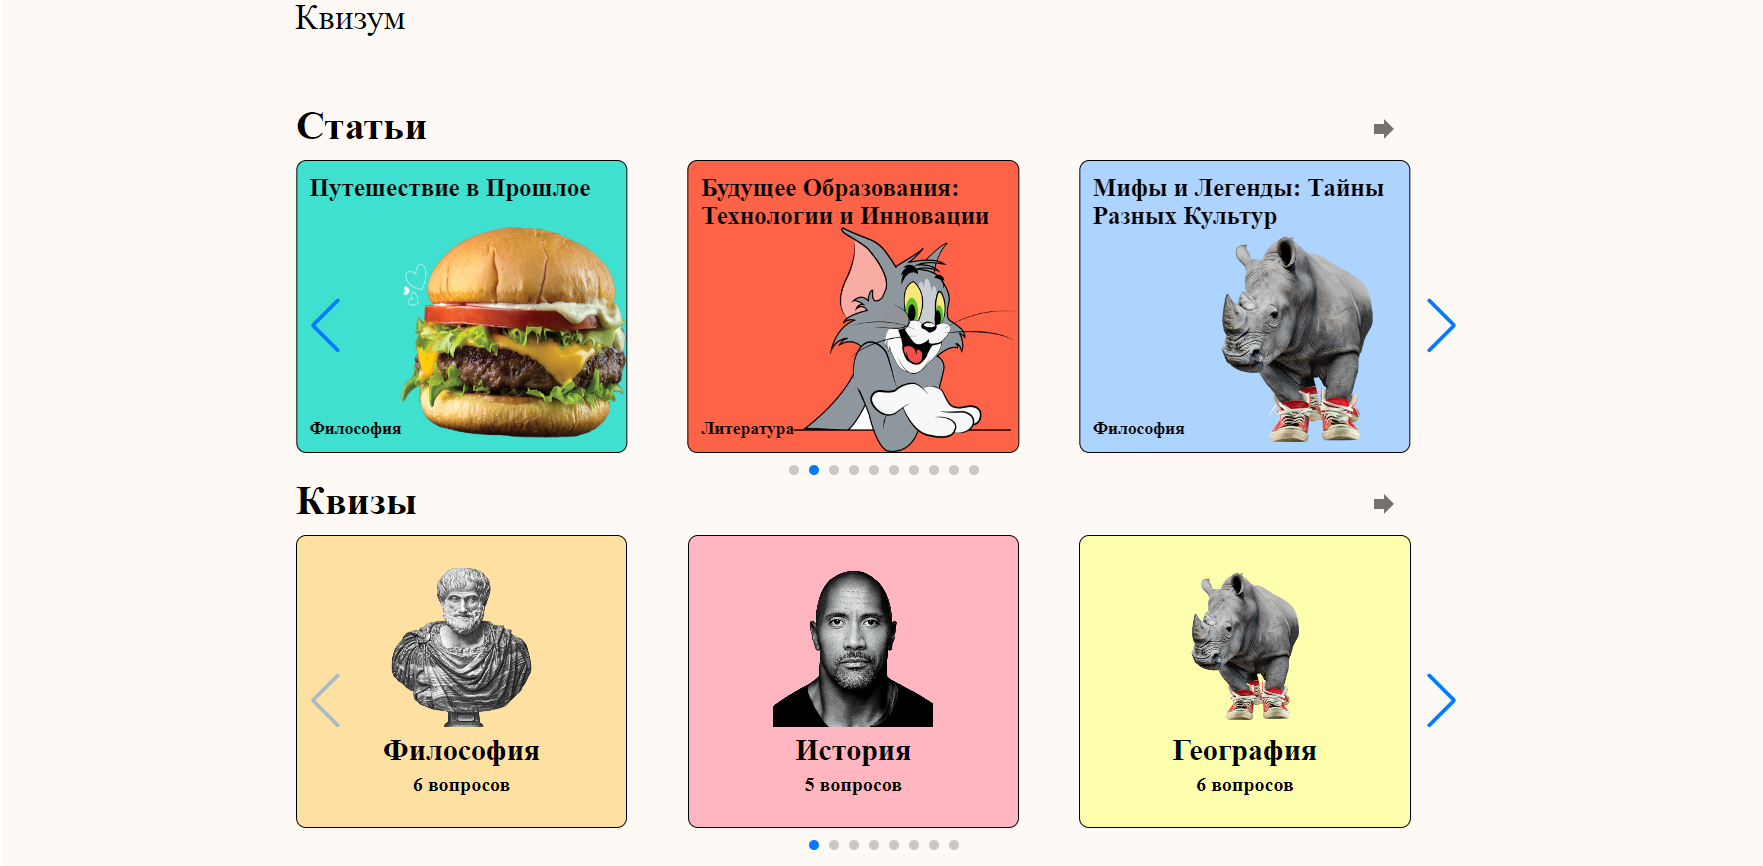 Квизум
Статьи
Путешествие в Прошлое
Философия
Будущее Образования:
Технологии и Инновации
Литература
Мифы и Легенды: Тайны
Разных Культур
Философия
Квизы
Философия
6 вопросов
История
5 вопросов
География
6 вопросов